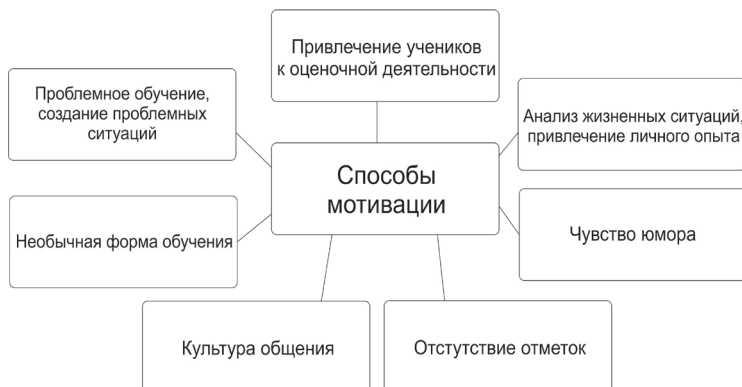 Привлечение учеников
к оценочной деятельности
Проблемное обучение,
создание проблемных
ситуаций
Анализ жизненных ситуаций,
привлечение личного опыта
Способы
мотивации
Необычная форма обучения
Чувство юмора
Культура общения
Отстутствие отметок